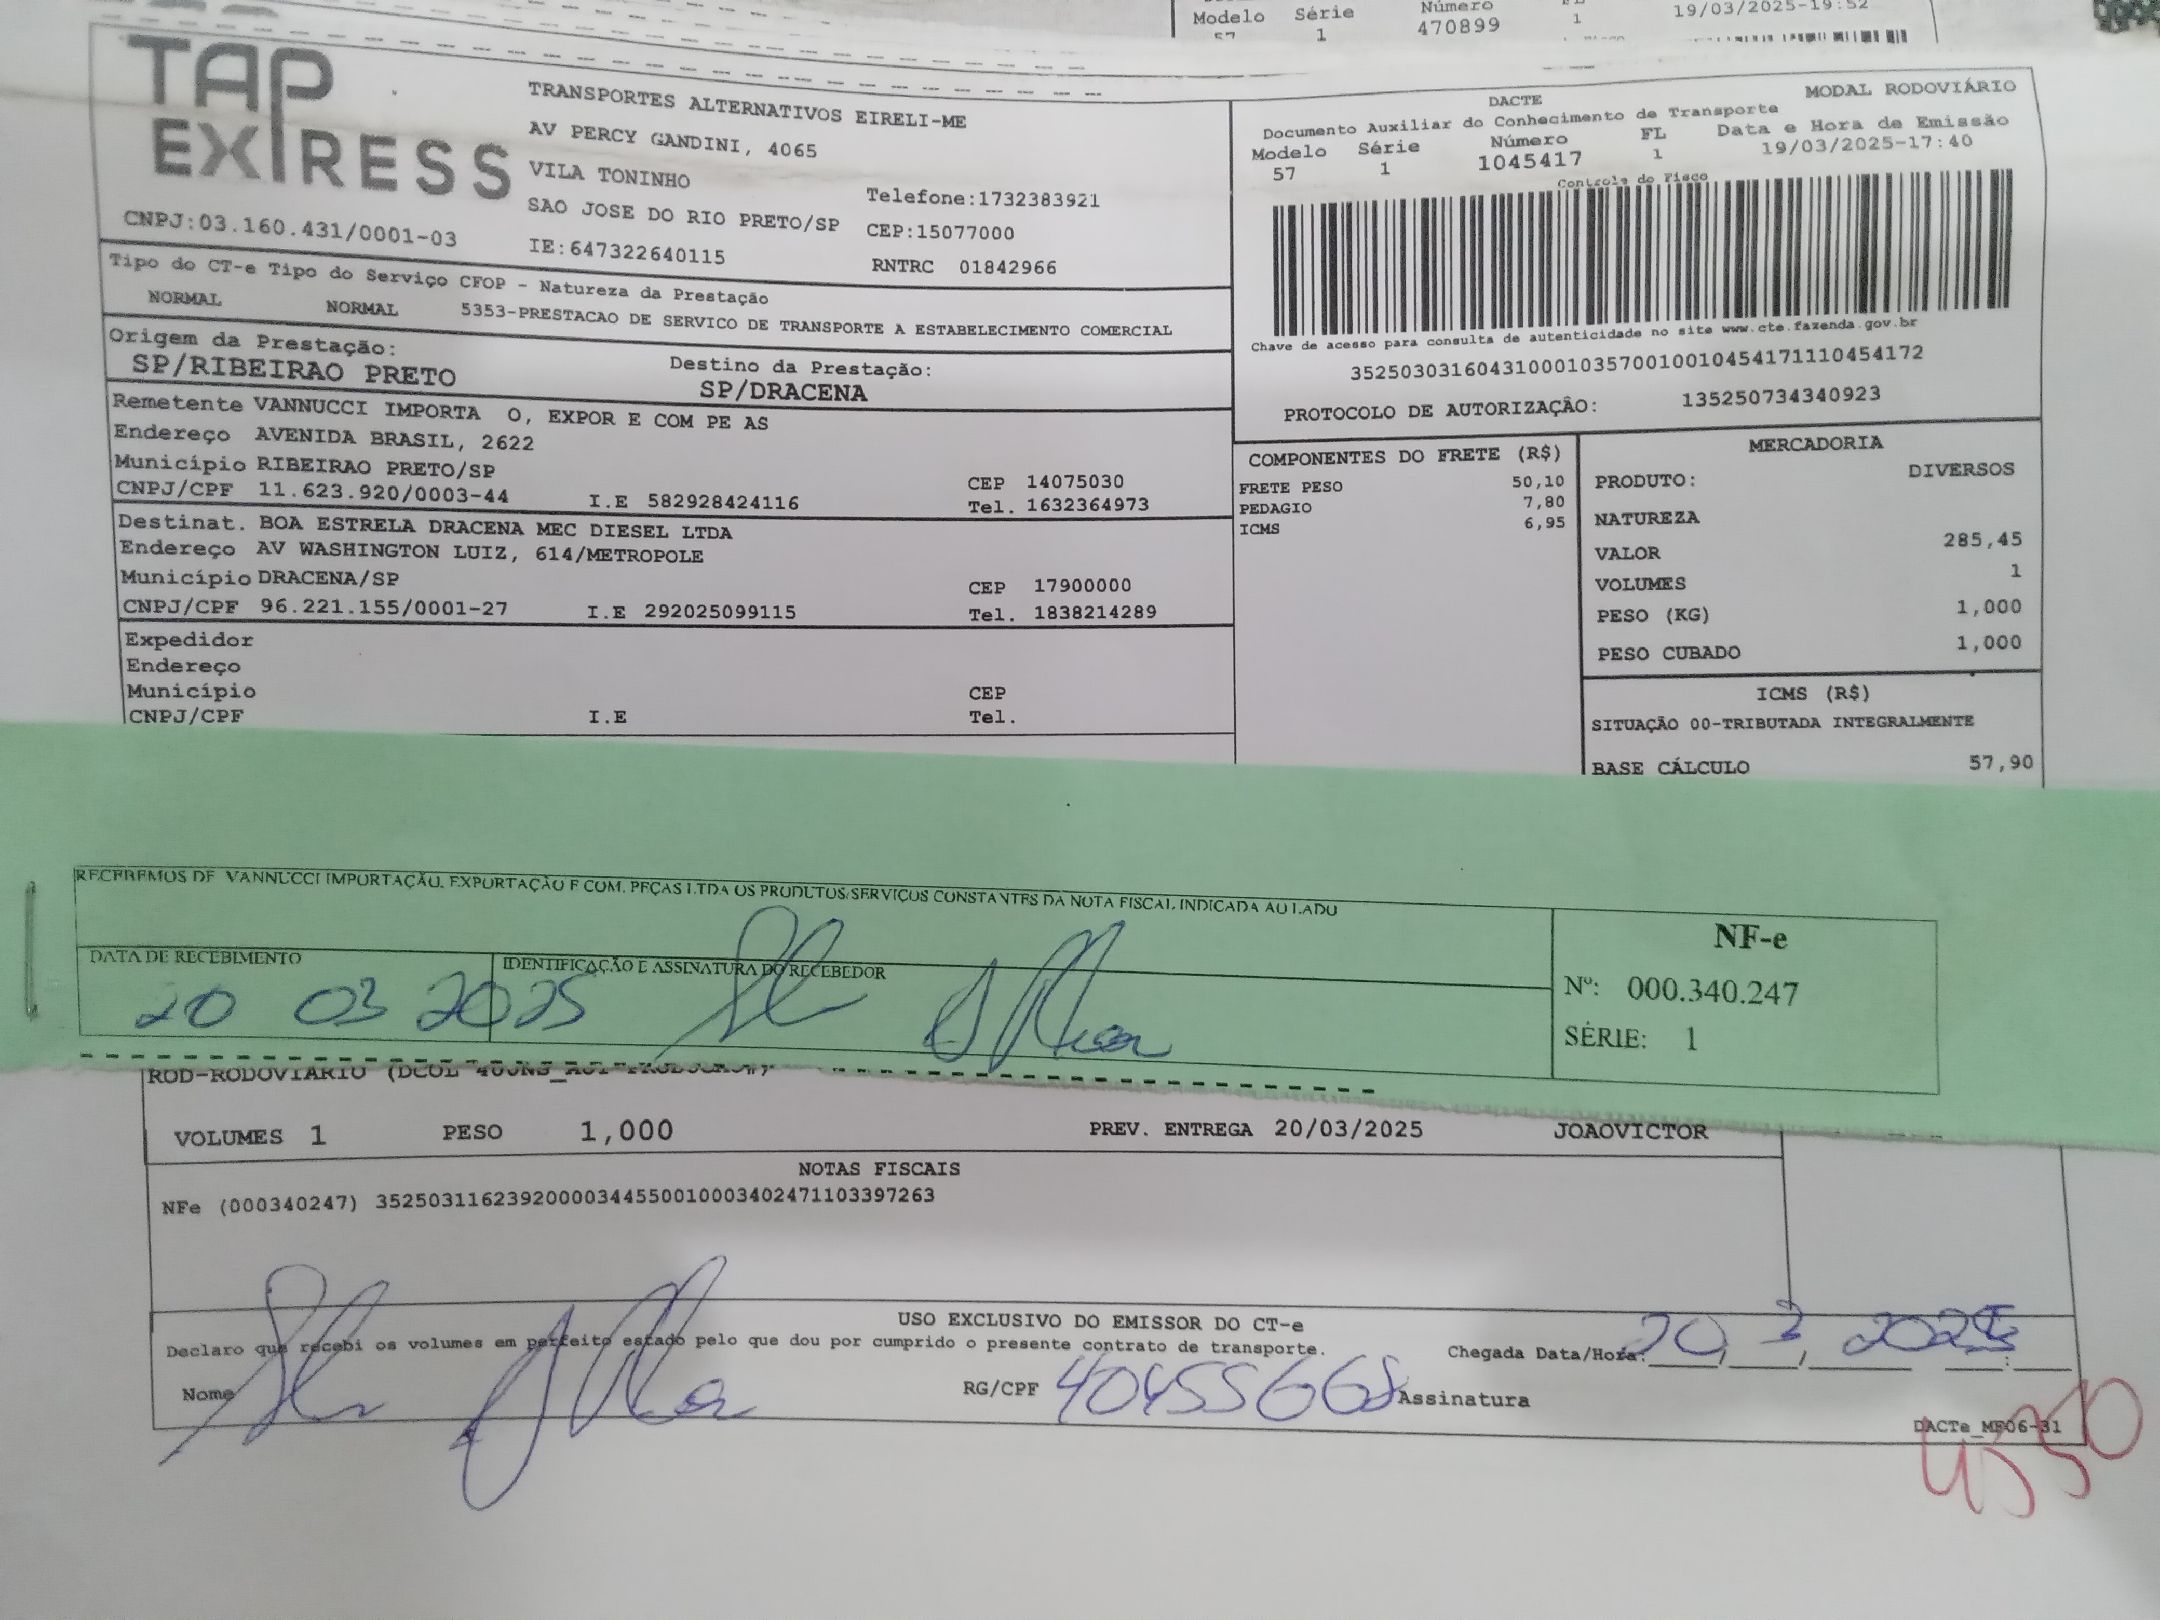 Modelo Série Número 19/03/2025-19:52
57 1 470899 1
TAP
EXPRESS
CNPJ:03.160.431/0001-03
TRANSPORTES ALTERNATIVOS EIRELI-ME
AV PERCY GANDINI, 4065
VILA TONINHO
Telefone:1732383921
SAO JOSE DO RIO PRETO/SP CEP:15077000
IE:647322640115 RNTRC 01842966
DACTE MODAL RODOVIÁRIO
Documento Auxiliar do Conhecimento de Transporte
Modelo Série Número FL Data e Hora de Emissão
57 1 1045417 1 19/03/2025-17:40
Controle do Fisco
Chave de acesso para consulta de autenticidade no site www.cte.fazenda.gov.br
35250303160431000103570010010454171110454172
PROTOCOLO DE AUTORIZAÇÂO: 135250734340923
Tipo do CT-e Tipo do Serviço CFOP - Natureza da Prestação
NORMAL NORMAL 5353-PRESTACAO DE SERVICO DE TRANSPORTE A ESTABELECIMENTO COMERCIAL
Origem da Prestação: Destino da Prestação:
SP/RIBEIRAO PRETO SP/DRACENA
Remetente VANNUCCI IMPORTA O, EXPOR E COM PE AS
Endereço AVENIDA BRASIL, 2622
Município RIBEIRAO PRETO/SP CEP 14075030
CNPJ/CPF 11.623.920/0003-44 I.E 582928424116 Tel. 1632364973
Destinat. BOA ESTRELA DRACENA MEC DIESEL LTDA
Endereço AV WASHINGTON LUIZ, 614/METROPOLE
Município DRACENA/SP CEP 17900000
CNPJ/CPF 96.221.155/0001-27 I.E 292025099115 Tel. 1838214289
Expedidor
Endereço
Município CEP
CNPJ/CPF I.E Tel.
COMPONENTES DO FRETE (R$)
FRETE PESO 50,10
PEDAGIO 7,80
ICMS 6,95
MERCADORIA
PRODUTO: DIVERSOS
NATUREZA
VALOR 285,45
VOLUMES 1
PESO (KG) 1,000
PESO CUBADO 1,000
ICMS (R$)
SITUAÇÃO 00-TRIBUTADA INTEGRALMENTE
BASE CÁLCULO 57,90
RECEBEMOS DE VANNUCCI IMPORTAÇÃO, EXPORTAÇÃO E COM. PEÇAS LTDA OS PRODUTOS/SERVIÇOS CONSTANTES DA NOTA FISCAL INDICADA AO LADO
DATA DE RECEBIMENTO IDENTIFICAÇÃO E ASSINATURA DO RECEBEDOR
20 03 2025
NF-e
Nº: 000.340.247
SÉRIE: 1
ROD-RODOVIARIO
VOLUMES 1 PESO 1,000 PREV. ENTREGA 20/03/2025 JOAOVICTOR
NOTAS FISCAIS
NFe (000340247) 35250311623920000344550010003402471103397263
USO EXCLUSIVO DO EMISSOR DO CT-e
Declaro que recebi os volumes em perfeito estado pelo que dou por cumprido o presente contrato de transporte. Chegada Data/Hora: 20/ 3 / 2025
Nome RG/CPF 404556668 Assinatura
DACTe_MF06-31
4550